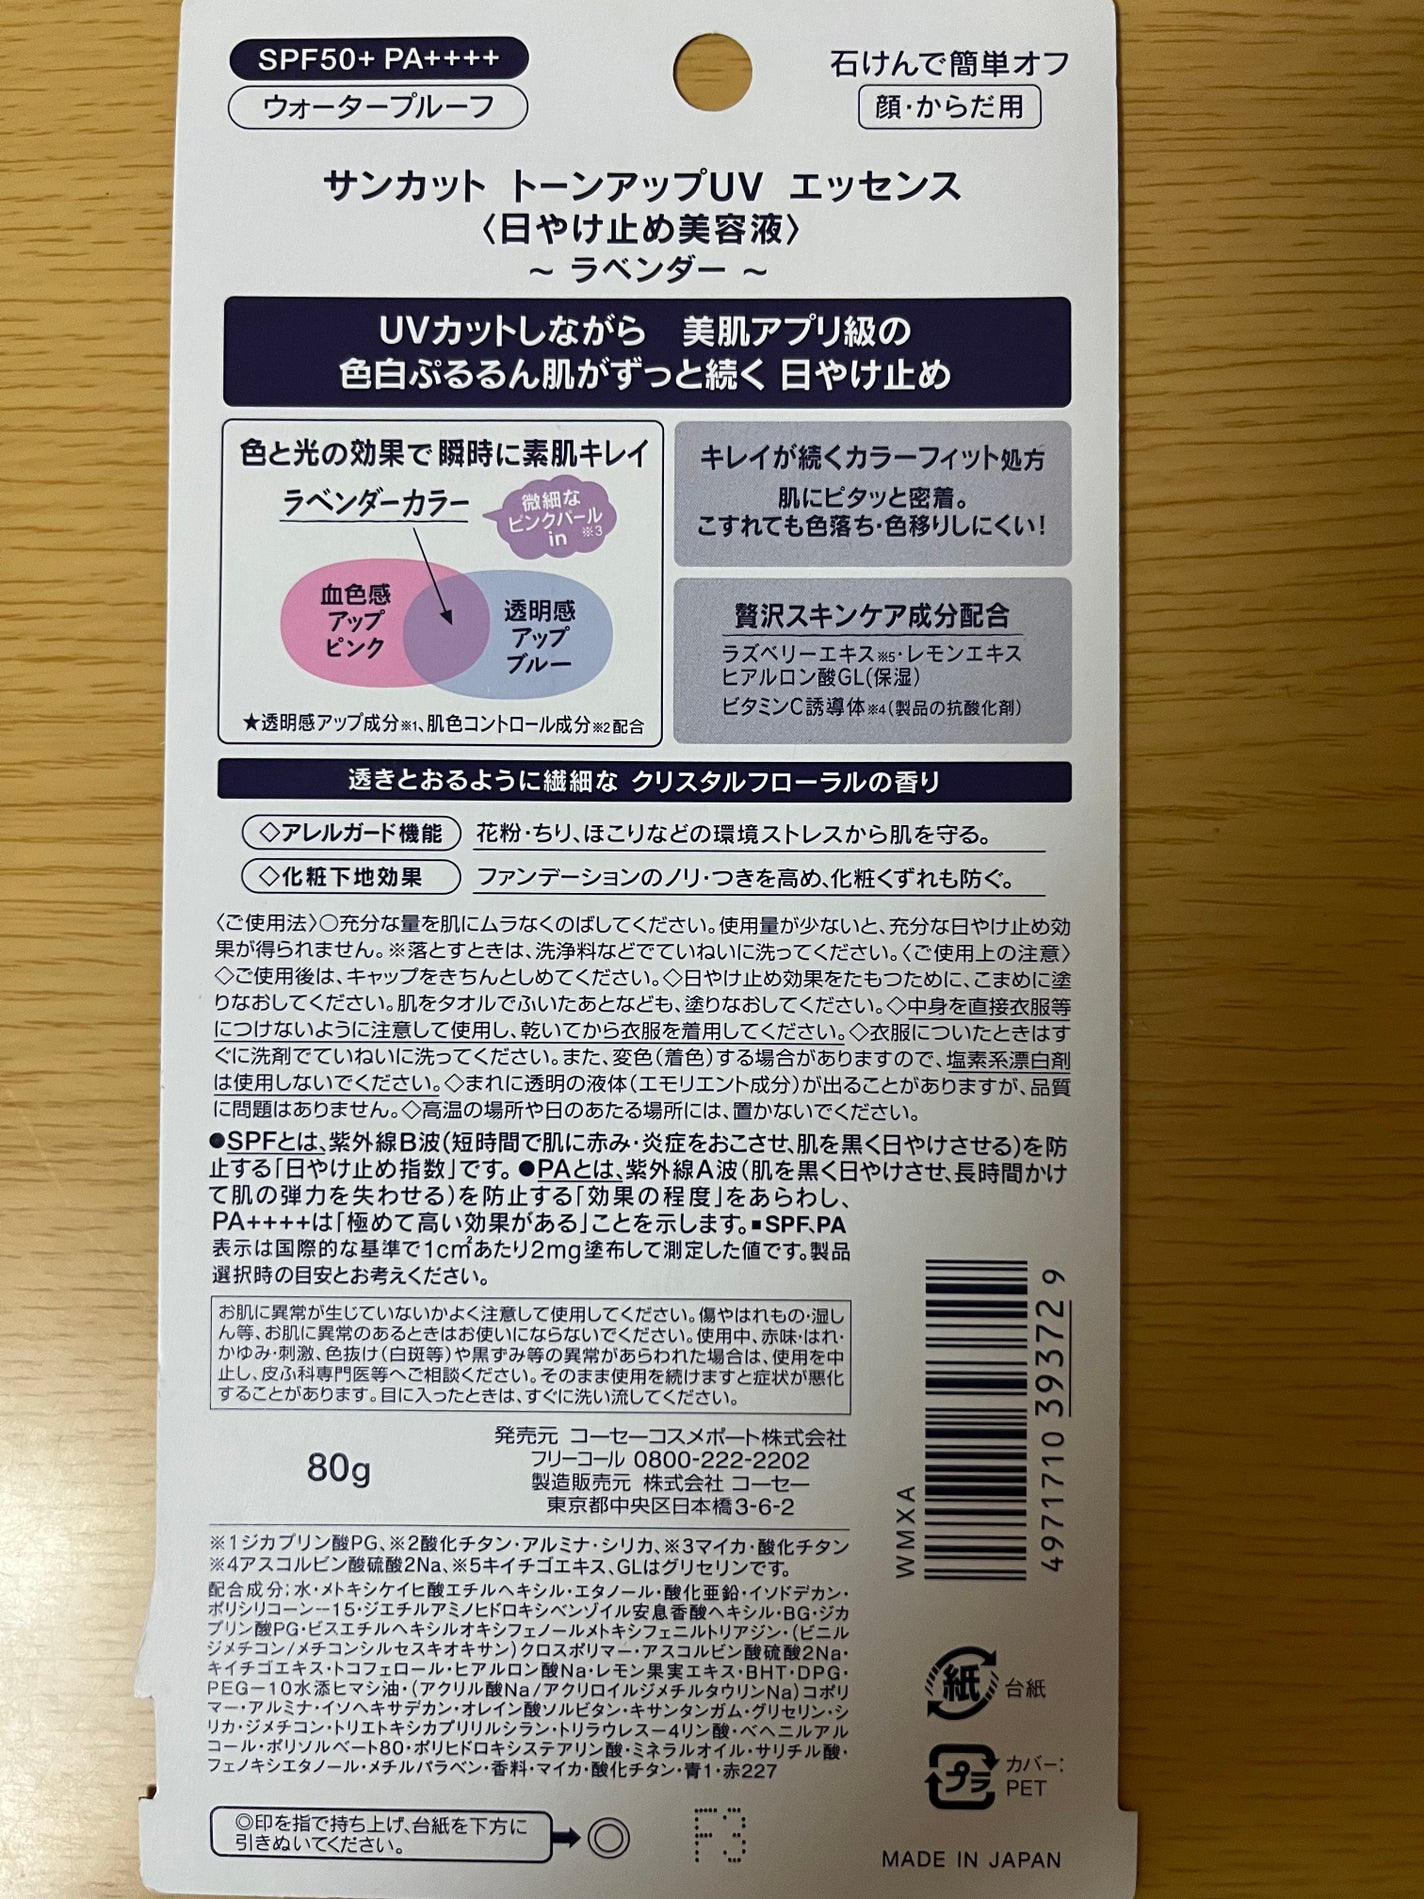 SPF50+ PA++++
ウォータープルーフ
石けんで簡単オフ
顔・からだ用
サンカット トーンアップUV エッセンス
〈日やけ止め美容液〉
～ ラベンダー ～
UVカットしながら 美肌アプリ級の
色白ぷるるん肌がずっと続く 日やけ止め
色と光の効果で 瞬時に素肌キレイ
ラベンダーカラー
微細な
ピンクパール
in ※3
血色感
アップ
ピンク
透明感
アップ
ブルー
★透明感アップ成分※1、肌色コントロール成分※2配合
キレイが続くカラーフィット処方
肌にピタッと密着。
こすれても色落ち・色移りしにくい！
贅沢スキンケア成分配合
ラズベリーエキス※5・レモンエキス
ヒアルロン酸GL(保湿)
ビタミンC誘導体※4(製品の抗酸化剤)
透きとおるように繊細な クリスタルフローラルの香り
◇アレルガード機能 花粉・ちり、ほこりなどの環境ストレスから肌を守る。
◇化粧下地効果 ファンデーションのノリ・つきを高め、化粧くずれも防ぐ。
〈ご使用法〉○充分な量を肌にムラなくのばしてください。使用量が少ないと、充分な日やけ止め効
果が得られません。※落とすときは、洗浄料などでていねいに洗ってください。〈ご使用上の注意〉
◇ご使用後は、キャップをきちんとしめてください。◇日やけ止め効果をたもつために、こまめに塗
りなおしてください。肌をタオルでふいたあとなども、塗りなおしてください。◇中身を直接衣服等
につけないように注意して使用し、乾いてから衣服を着用してください。◇衣服についたときはす
ぐに洗剤でていねいに洗ってください。また、変色(着色)する場合がありますので、塩素系漂白剤
は使用しないでください。◇まれに透明の液体(エモリエント成分)が出ることがありますが、品質
に問題はありません。◇高温の場所や日のあたる場所には、置かないでください。
●SPFとは、紫外線B波(短時間で肌に赤み・炎症をおこさせ、肌を黒く日やけさせる)を防
止する「日やけ止め指数」です。●PAとは、紫外線A波(肌を黒く日やけさせ、長時間かけ
て肌の弾力を失わせる)を防止する「効果の程度」をあらわし、
PA++++は「極めて高い効果がある」ことを示します。■SPF、PA
表示は国際的な基準で1c㎡あたり2mg塗布して測定した値です。製品
選択時の目安とお考えください。
お肌に異常が生じていないかよく注意して使用してください。傷やはれもの・湿し
ん等、お肌に異常のあるときはお使いにならないでください。使用中、赤味・はれ・
かゆみ・刺激、色抜け(白斑等)や黒ずみ等の異常があらわれた場合は、使用を中
止し、皮ふ科専門医等へご相談ください。そのまま使用を続けますと症状が悪化
することがあります。目に入ったときは、すぐに洗い流してください。
80g
発売元 コーセーコスメポート株式会社
フリーコール 0800-222-2202
製造販売元 株式会社 コーセー
東京都中央区日本橋3-6-2
※1ジカプリン酸PG、※2酸化チタン・アルミナ・シリカ、※3マイカ・酸化チタン
※4アスコルビン酸硫酸2Na、※5キイチゴエキス、GLはグリセリンです。
配合成分：水・メトキシケイヒ酸エチルヘキシル・エタノール・酸化亜鉛・イソドデカン・
ポリシリコーン-15・ジエチルアミノヒドロキシベンゾイル安息香酸ヘキシル・BG・ジカ
プリン酸PG・ビスエチルヘキシルオキシフェノールメトキシフェニルトリアジン・(ビニル
ジメチコン/メチコンシルセスキオキサン)クロスポリマー・アスコルビン酸硫酸2Na・
キイチゴエキス・トコフェロール・ヒアルロン酸Na・レモン果実エキス・BHT・DPG・
PEG-10水添ヒマシ油・(アクリル酸Na/アクリロイルジメチルタウリンNa)コポリ
マー・アルミナ・イソヘキサデカン・オレイン酸ソルビタン・キサンタンガム・グリセリン・シ
リカ・ジメチコン・トリエトキシカプリリルシラン・トリラウレス-4リン酸・ベヘニルアル
コール・ポリソルベート80・ポリヒドロキシステアリン酸・ミネラルオイル・サリチル酸・
フェノキシエタノール・メチルパラベン・香料・マイカ・酸化チタン・青1・赤227
WMXA
4971710 393729
紙 台紙
プラ カバー：
PET
◎印を指で持ち上げ、台紙を下方に
引きぬいてください。
F3
MADE IN JAPAN